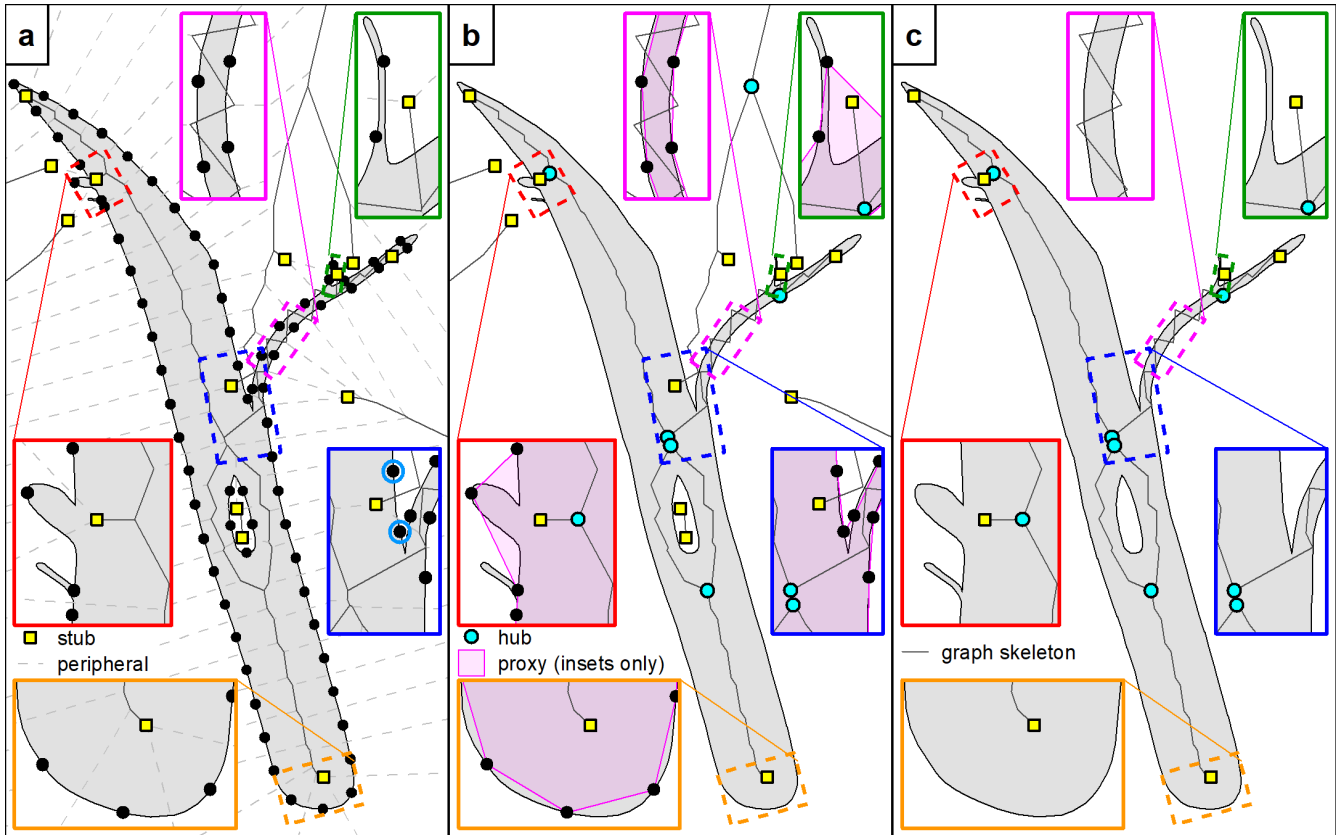 a
b
c
stub
peripheral
hub
proxy (insets only)
graph skeleton